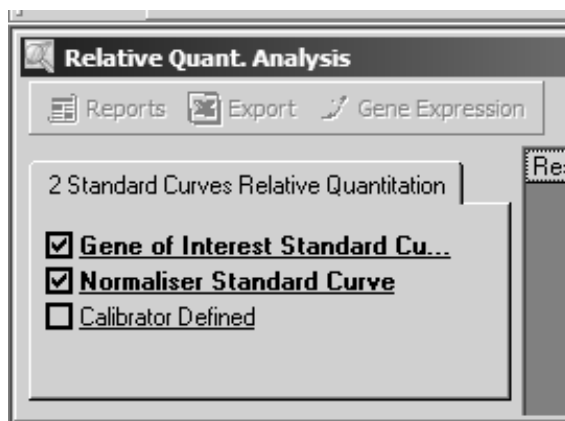 Relative Quant. Analysis
Reports Export Gene Expression
2 Standard Curves Relative Quantitation
Res
Gene of Interest Standard Cu...
Normaliser Standard Curve
Calibrator Defined